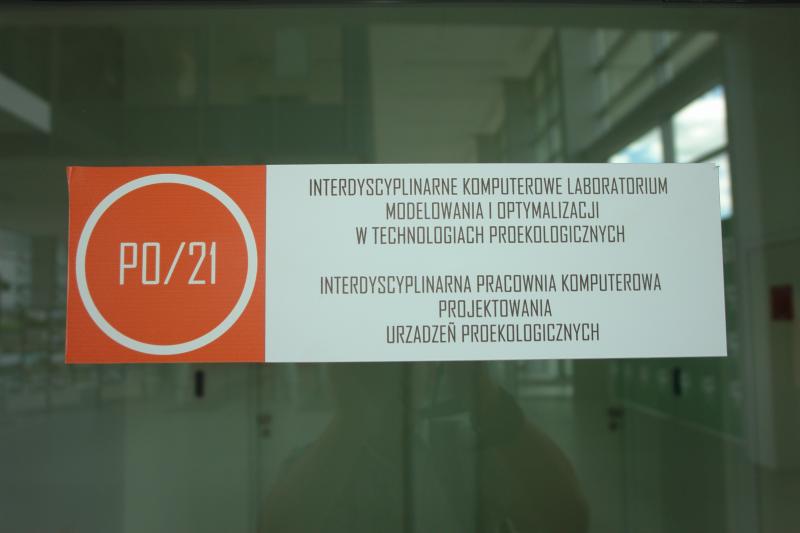 PO/21
INTERDYSCYPLINARNE KOMPUTEROWE LABORATORIUM
MODELOWANIA I OPTYMALIZACJI
W TECHNOLOGIACH PROEKOLOGICZNYCH
INTERDYSCYPLINARNA PRACOWNIA KOMPUTEROWA
PROJEKTOWANIA
URZADZEŃ PROEKOLOGICZNYCH